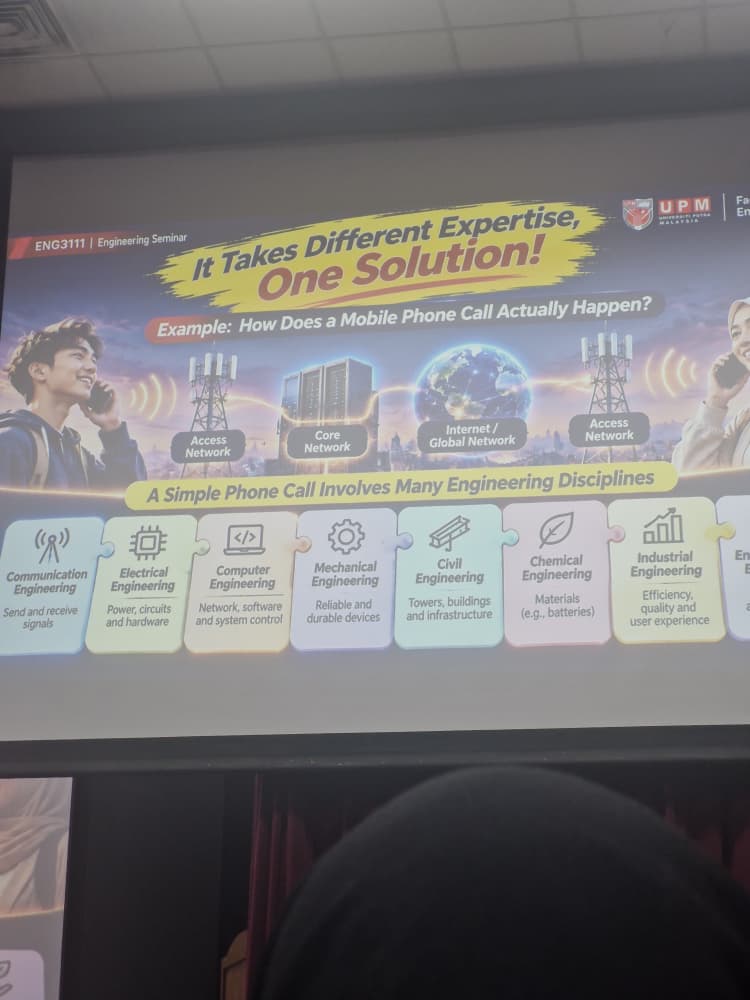 ENG3111 | Engineering Seminar
UPM
UNIVERSITI PUTRA
MALAYSIA
It Takes Different Expertise,
One Solution!
Example: How Does a Mobile Phone Call Actually Happen?
Access
Network
Core
Network
Internet /
Global Network
Access
Network
A Simple Phone Call Involves Many Engineering Disciplines
Communication
Engineering
Send and receive
signals
Electrical
Engineering
Power, circuits
and hardware
Computer
Engineering
Network, software
and system control
Mechanical
Engineering
Reliable and
durable devices
Civil
Engineering
Towers, buildings
and infrastructure
Chemical
Engineering
Materials
(e.g., batteries)
Industrial
Engineering
Efficiency,
quality and
user experience